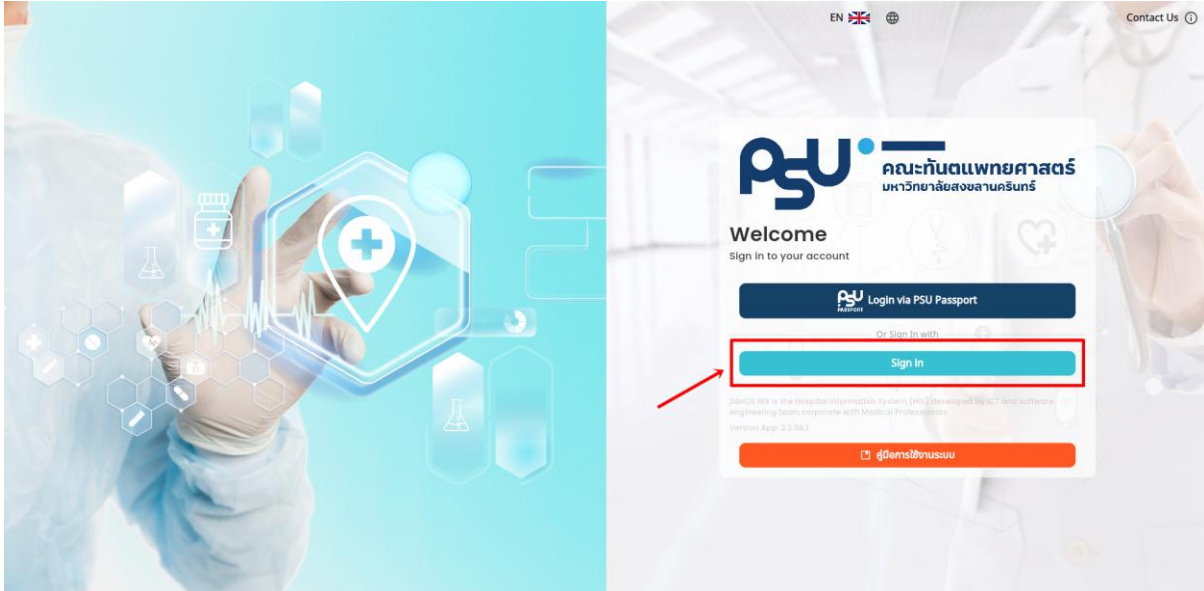 EN
Contact Us
PSU
คณะทันตแพทยศาสตร์
มหาวิทยาลัยสงขลานครินทร์
Welcome
Sign in to your account
PSU PASSPORT Login via PSU Passport
Or Sign In with
Sign In
24HOS HIS is the Hospital Information System (HIS) developed by ICT and software
engineering team corporate with Medical Professionals
Version App: 2.2.56.1
คู่มือการใช้งานระบบ